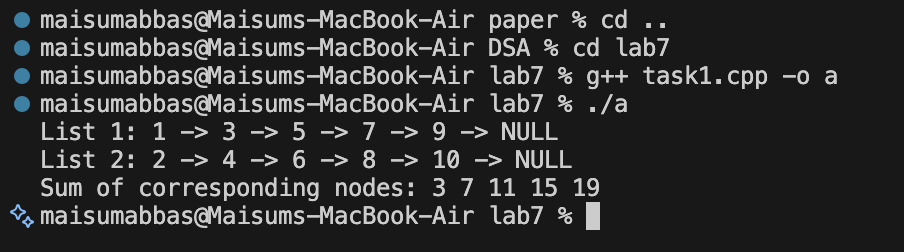 maisumabbas@Maisums-MacBook-Air paper % cd ..
maisumabbas@Maisums-MacBook-Air DSA % cd lab7
maisumabbas@Maisums-MacBook-Air lab7 % g++ task1.cpp -o a
maisumabbas@Maisums-MacBook-Air lab7 % ./a
List 1: 1 -> 3 -> 5 -> 7 -> 9 -> NULL
List 2: 2 -> 4 -> 6 -> 8 -> 10 -> NULL
Sum of corresponding nodes: 3 7 11 15 19
maisumabbas@Maisums-MacBook-Air lab7 %